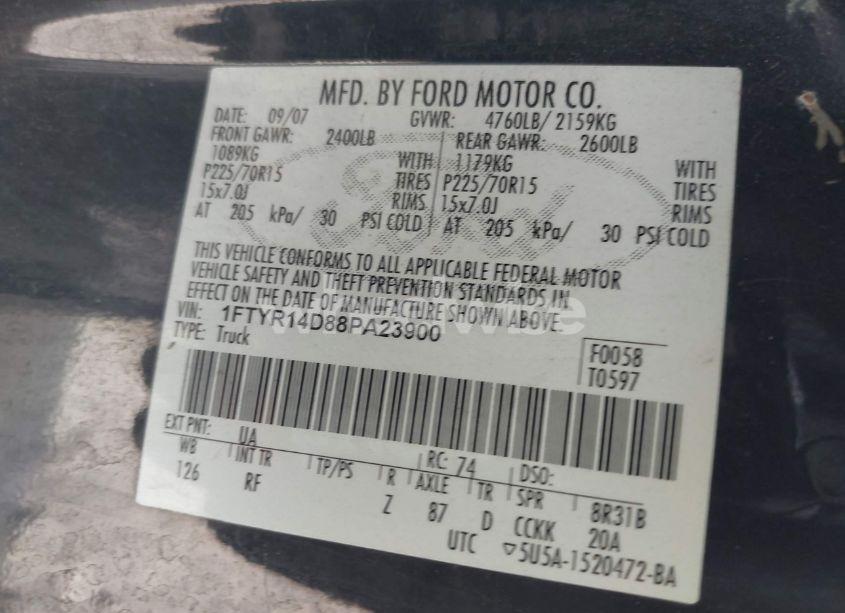 MFD. BY FORD MOTOR CO.
DATE: 09/07 GVWR: 4760LB/ 2159KG
FRONT GAWR: 2400LB REAR GAWR: 2600LB
1089KG WITH 1179KG WITH
P225/70R15 TIRES P225/70R15 TIRES
15x7.0J RIMS 15x7.0J RIMS
AT 205 kPa/ 30 PSI COLD AT 205 kPa/ 30 PSI COLD
THIS VEHICLE CONFORMS TO ALL APPLICABLE FEDERAL MOTOR
VEHICLE SAFETY AND THEFT PREVENTION STANDARDS IN
EFFECT ON THE DATE OF MANUFACTURE SHOWN ABOVE.
VIN: 1FTYR14D88PA23900
TYPE: Truck
F0058
T0597
EXT PNT: UA RC: 74 DSO:
WB INT TR TP/PS R AXLE TR SPR 8R31B
126 RF Z 87 D CCKK 20A
UTC ▽5U5A-1520472-BA